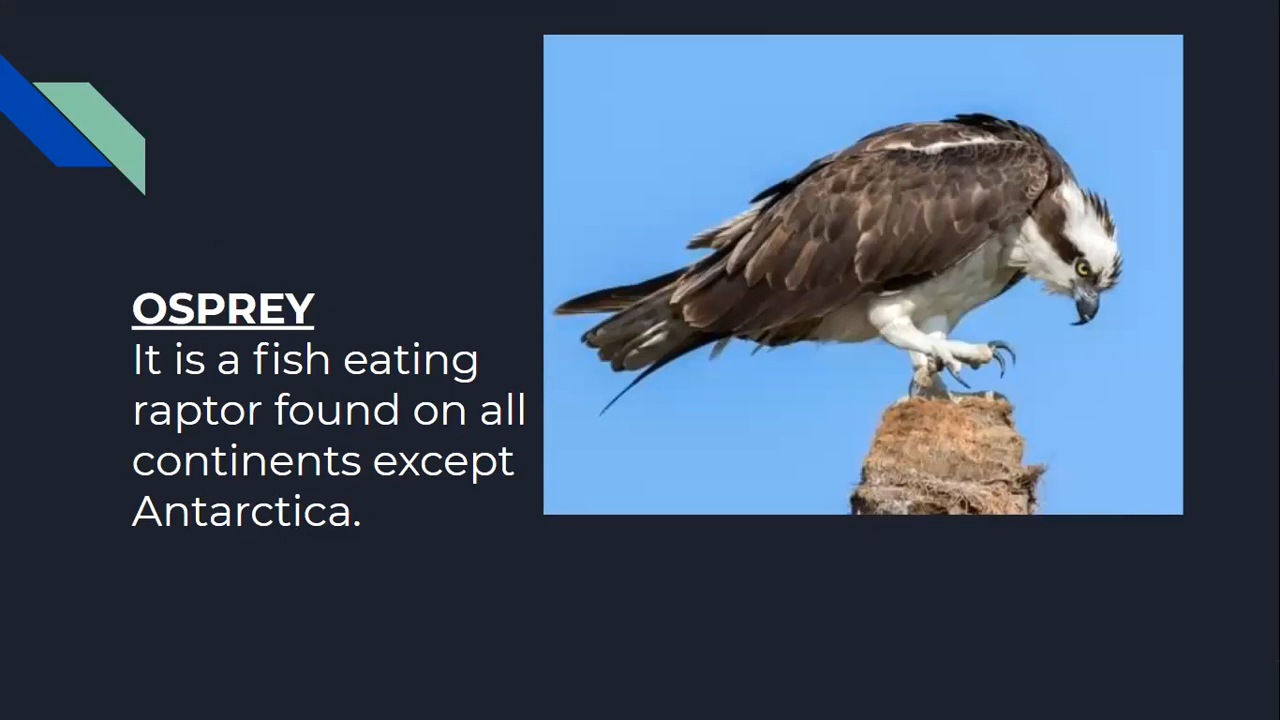 OSPREY
It is a fish eating
raptor found on all
continents except
Antarctica.